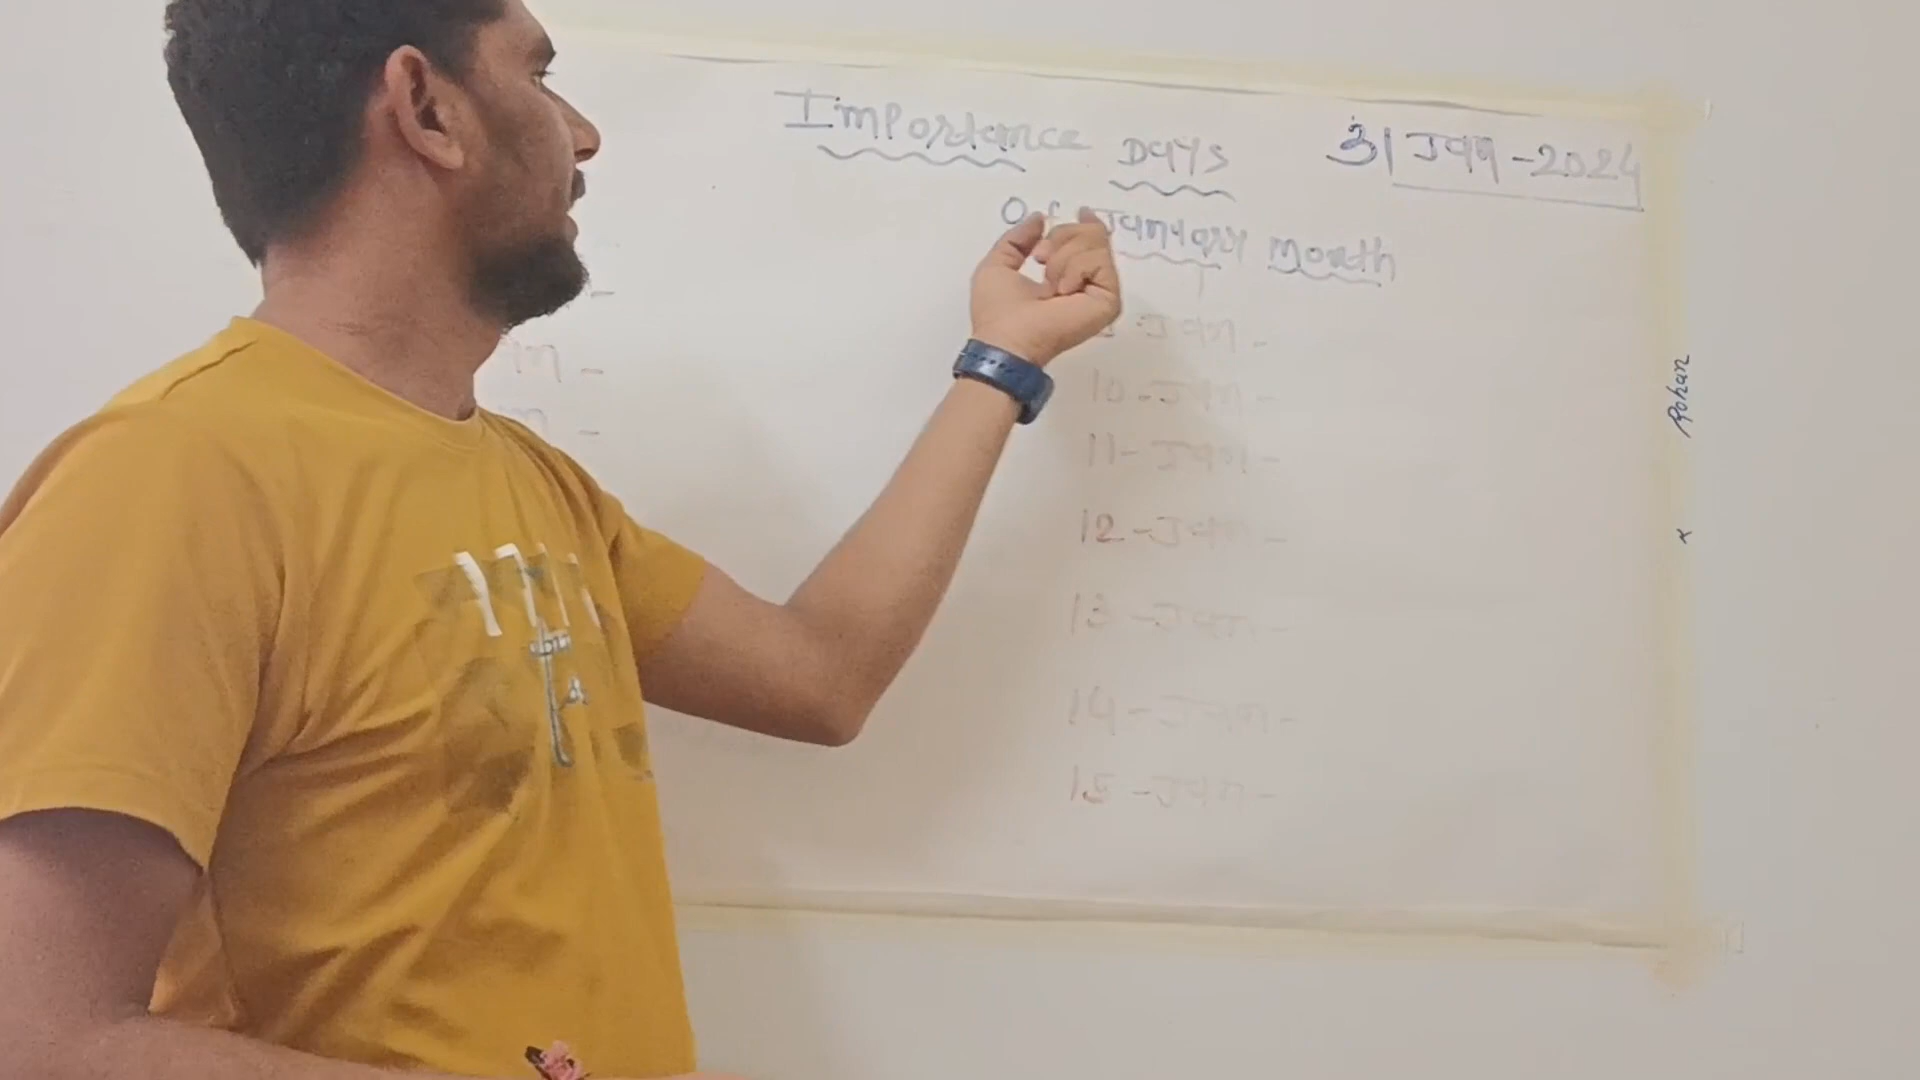 Importance Days 31 Jan - 2024
Of January Month
Jan -
10 - Jan -
11 - Jan -
12 - Jan -
13 - Jan -
14 - Jan -
15 - Jan -
Rohan